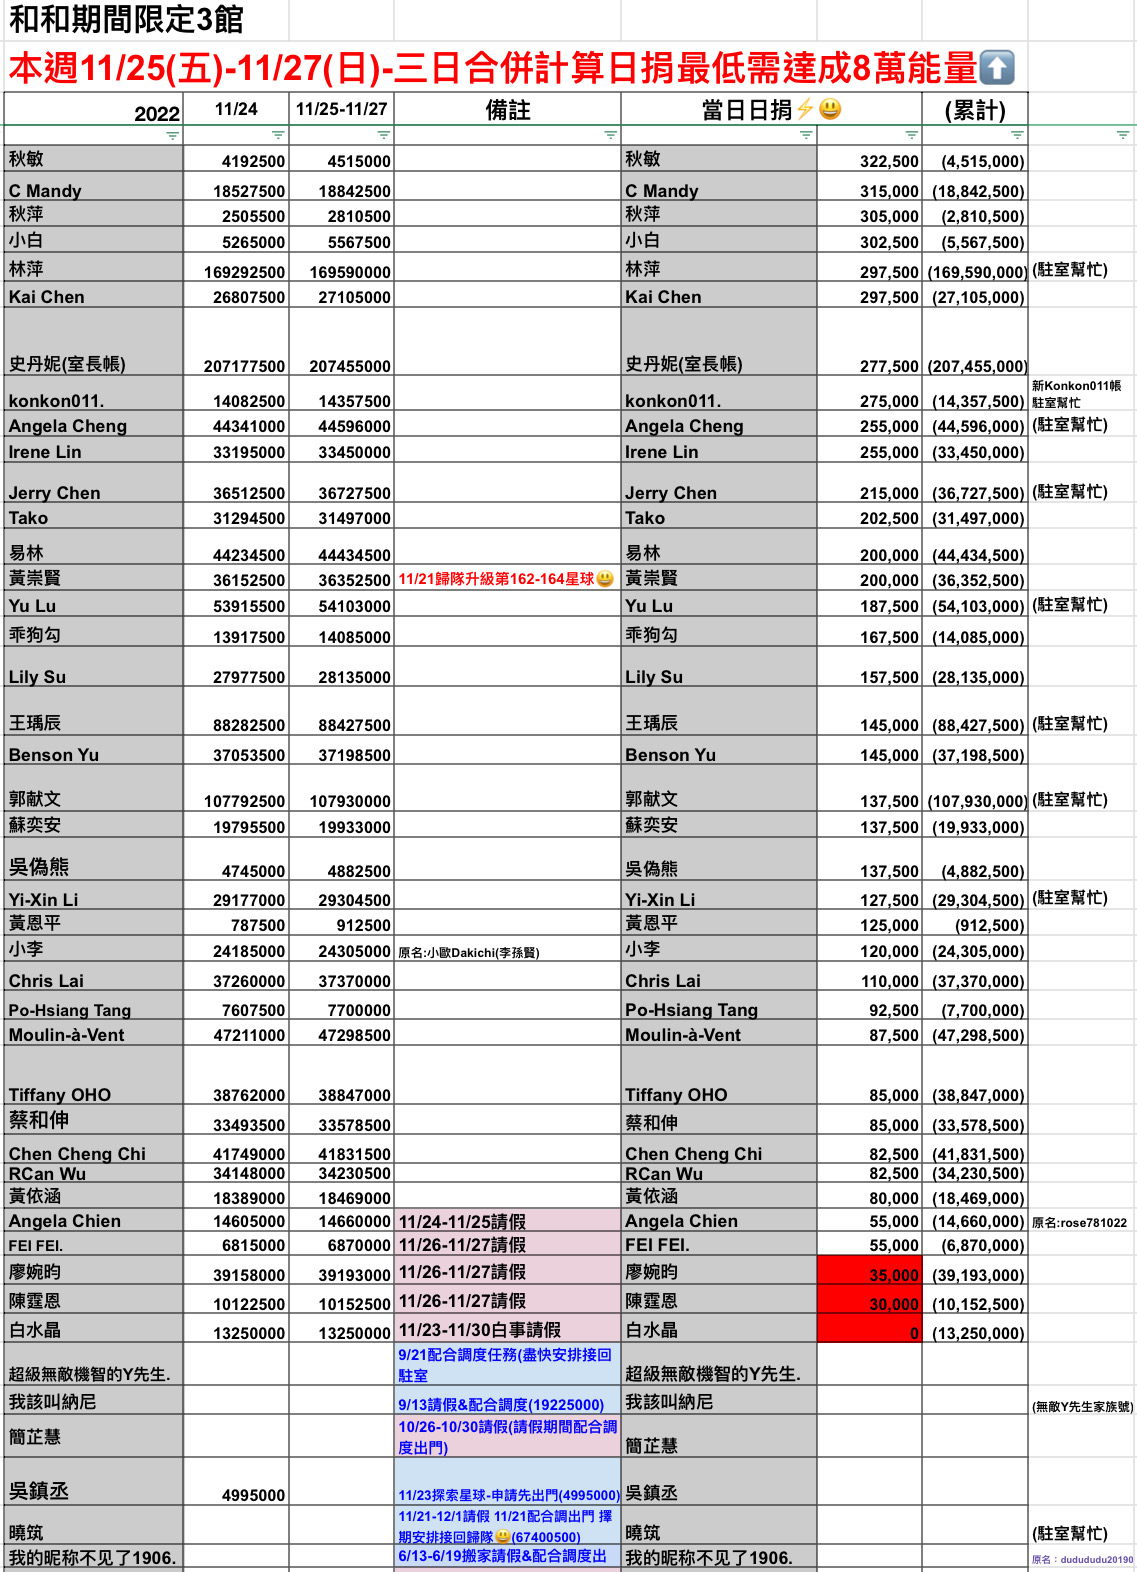 和和期間限定3館
本週11/25(五)-11/27(日)-三日合併計算日捐最低需達成8萬能量⬆️
2022 11/24 11/25-11/27 備註 當日日捐⚡😃 (累計)
秋敏 4192500 4515000 秋敏 322,500 (4,515,000)
C Mandy 18527500 18842500 C Mandy 315,000 (18,842,500)
秋萍 2505500 2810500 秋萍 305,000 (2,810,500)
小白 5265000 5567500 小白 302,500 (5,567,500)
林萍 169292500 169590000 林萍 297,500 (169,590,000) (駐室幫忙)
Kai Chen 26807500 27105000 Kai Chen 297,500 (27,105,000)
史丹妮(室長帳) 207177500 207455000 史丹妮(室長帳) 277,500 (207,455,000)
konkon011. 14082500 14357500 konkon011. 275,000 (14,357,500) 新Konkon011帳
駐室幫忙
Angela Cheng 44341000 44596000 Angela Cheng 255,000 (44,596,000) (駐室幫忙)
Irene Lin 33195000 33450000 Irene Lin 255,000 (33,450,000)
Jerry Chen 36512500 36727500 Jerry Chen 215,000 (36,727,500) (駐室幫忙)
Tako 31294500 31497000 Tako 202,500 (31,497,000)
易林 44234500 44434500 易林 200,000 (44,434,500)
黃崇賢 36152500 36352500 11/21歸隊升級第162-164星球😃 黃崇賢 200,000 (36,352,500)
Yu Lu 53915500 54103000 Yu Lu 187,500 (54,103,000) (駐室幫忙)
乖狗勾 13917500 14085000 乖狗勾 167,500 (14,085,000)
Lily Su 27977500 28135000 Lily Su 157,500 (28,135,000)
王瑀辰 88282500 88427500 王瑀辰 145,000 (88,427,500) (駐室幫忙)
Benson Yu 37053500 37198500 Benson Yu 145,000 (37,198,500)
郭献文 107792500 107930000 郭献文 137,500 (107,930,000) (駐室幫忙)
蘇奕安 19795500 19933000 蘇奕安 137,500 (19,933,000)
吳偽熊 4745000 4882500 吳偽熊 137,500 (4,882,500)
Yi-Xin Li 29177000 29304500 Yi-Xin Li 127,500 (29,304,500) (駐室幫忙)
黃恩平 787500 912500 黃恩平 125,000 (912,500)
小李 24185000 24305000 原名:小歐Dakichi(李孫賢) 小李 120,000 (24,305,000)
Chris Lai 37260000 37370000 Chris Lai 110,000 (37,370,000)
Po-Hsiang Tang 7607500 7700000 Po-Hsiang Tang 92,500 (7,700,000)
Moulin-à-Vent 47211000 47298500 Moulin-à-Vent 87,500 (47,298,500)
Tiffany OHO 38762000 38847000 Tiffany OHO 85,000 (38,847,000)
蔡和伸 33493500 33578500 蔡和伸 85,000 (33,578,500)
Chen Cheng Chi 41749000 41831500 Chen Cheng Chi 82,500 (41,831,500)
RCan Wu 34148000 34230500 RCan Wu 82,500 (34,230,500)
黃依涵 18389000 18469000 黃依涵 80,000 (18,469,000)
Angela Chien 14605000 14660000 11/24-11/25請假 Angela Chien 55,000 (14,660,000) 原名:rose781022
FEI FEI. 6815000 6870000 11/26-11/27請假 FEI FEI. 55,000 (6,870,000)
廖婉昀 39158000 39193000 11/26-11/27請假 廖婉昀 35,000 (39,193,000)
陳霆恩 10122500 10152500 11/26-11/27請假 陳霆恩 30,000 (10,152,500)
白水晶 13250000 13250000 11/23-11/30白事請假 白水晶 0 (13,250,000)
超級無敵機智的Y先生. 9/21配合調度任務(盡快安排接回 超級無敵機智的Y先生.
駐室
我該叫納尼 9/13請假&配合調度(19225000) 我該叫納尼 (無敵Y先生家族號)
簡芷慧 10/26-10/30請假(請假期間配合調 簡芷慧
度出門)
吳鎮丞 4995000 11/23探索星球-申請先出門(4995000) 吳鎮丞
曉筑 11/21-12/1請假 11/21配合調出門 擇 曉筑 (駐室幫忙)
期安排接回歸隊😃(67400500)
我的昵称不见了1906. 6/13-6/19搬家請假&配合調度出 我的昵称不见了1906. 原名：dudududu20190